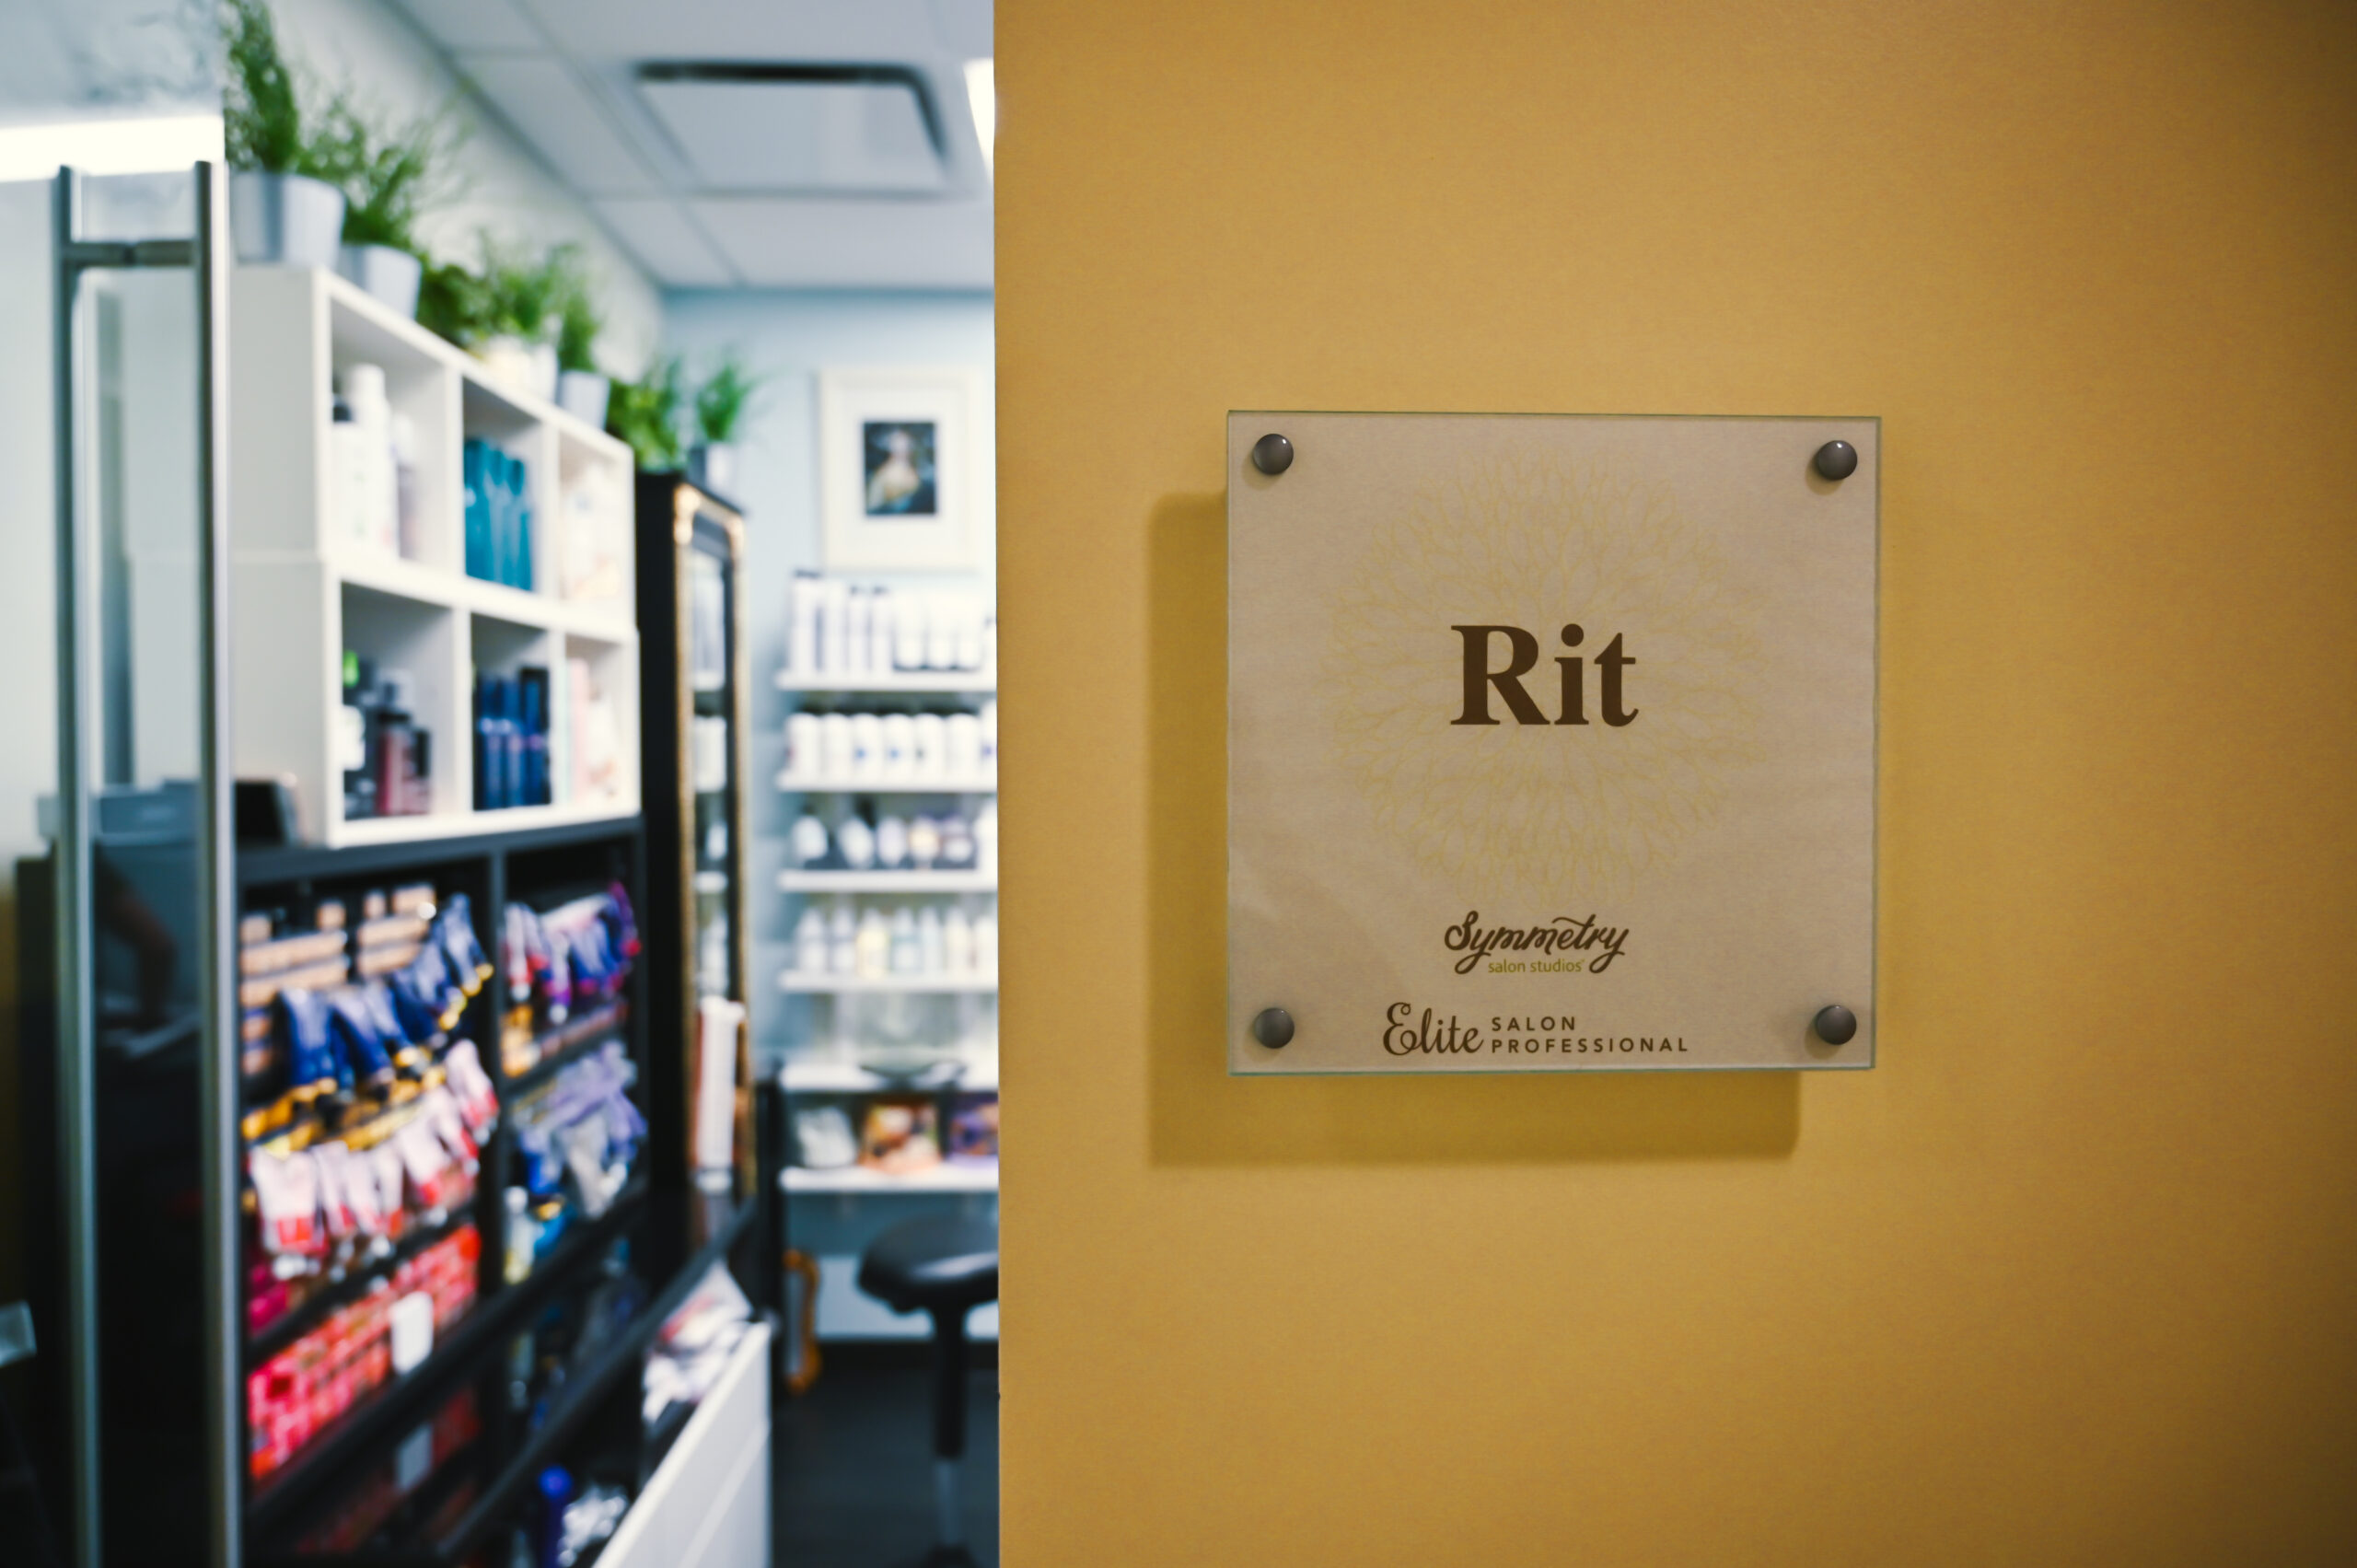 Rit
Symmetry
salon studios
Elite SALON
PROFESSIONAL